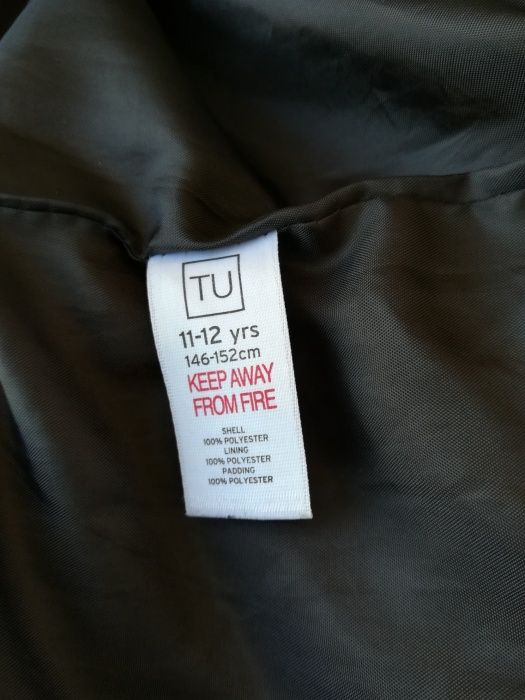 TU
11-12 yrs
146-152cm
KEEP AWAY
FROM FIRE
SHELL
100% POLYESTER
LINING
100% POLYESTER
PADDING
100% POLYESTER